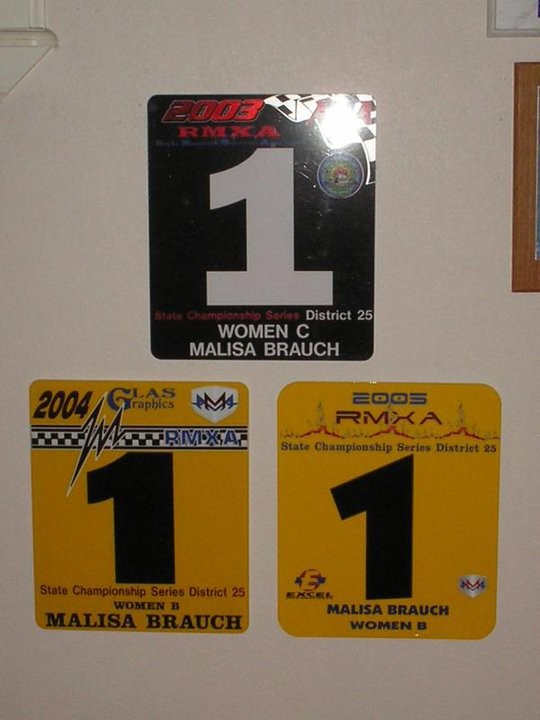 2003
RMXA
1
State Championship Series District 25
WOMEN C
MALISA BRAUCH
2004 GLAS Graphics
RMXA
1
State Championship Series District 25
WOMEN B
MALISA BRAUCH
2005
RMXA
State Championship Series District 25
1
EXCEL
MALISA BRAUCH
WOMEN B